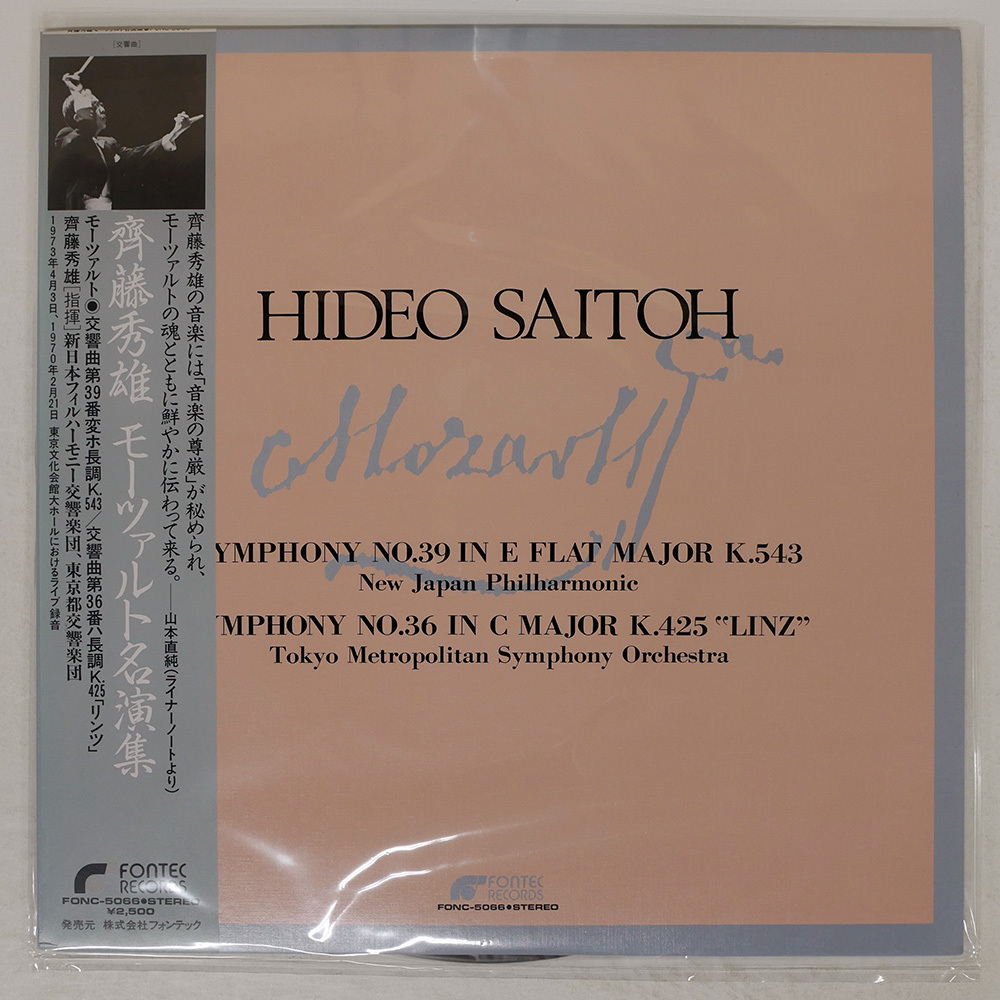 [交響曲]
齊藤秀雄の音楽には「音楽の尊厳」が秘められ、
モーツァルトの魂とともに鮮やかに伝わって来る。——山本直純(ライナーノートより)
齊藤秀雄 モーツァルト名演集
モーツァルト●交響曲第39番変ホ長調K.543/交響曲第36番ハ長調K.425「リンツ」
齊藤秀雄[指揮]新日本フィルハーモニー交響楽団、東京都交響楽団
1973年4月3日、1970年2月21日 東京文化会館大ホールにおけるライブ録音
FONTEC
RECORDS
FONC-5066●STEREO
¥2,500
発売元 株式会社フォンテック
HIDEO SAITOH
Mozart
YMPHONY NO.39 IN E FLAT MAJOR K.543
New Japan Philharmonic
YMPHONY NO.36 IN C MAJOR K.425 “LINZ”
Tokyo Metropolitan Symphony Orchestra
FONTEC
RECORDS
FONC-5066●STEREO